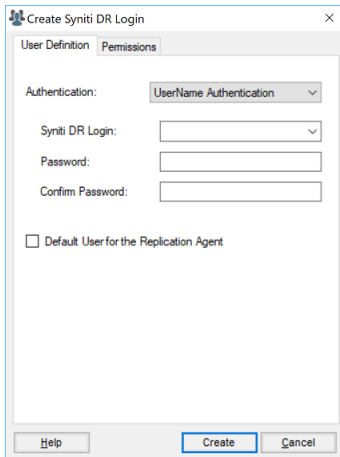 Create Syniti DR Login
User Definition Permissions
Authentication: UserName Authentication
Syniti DR Login:
Password:
Confirm Password:
Default User for the Replication Agent
Help Create Cancel